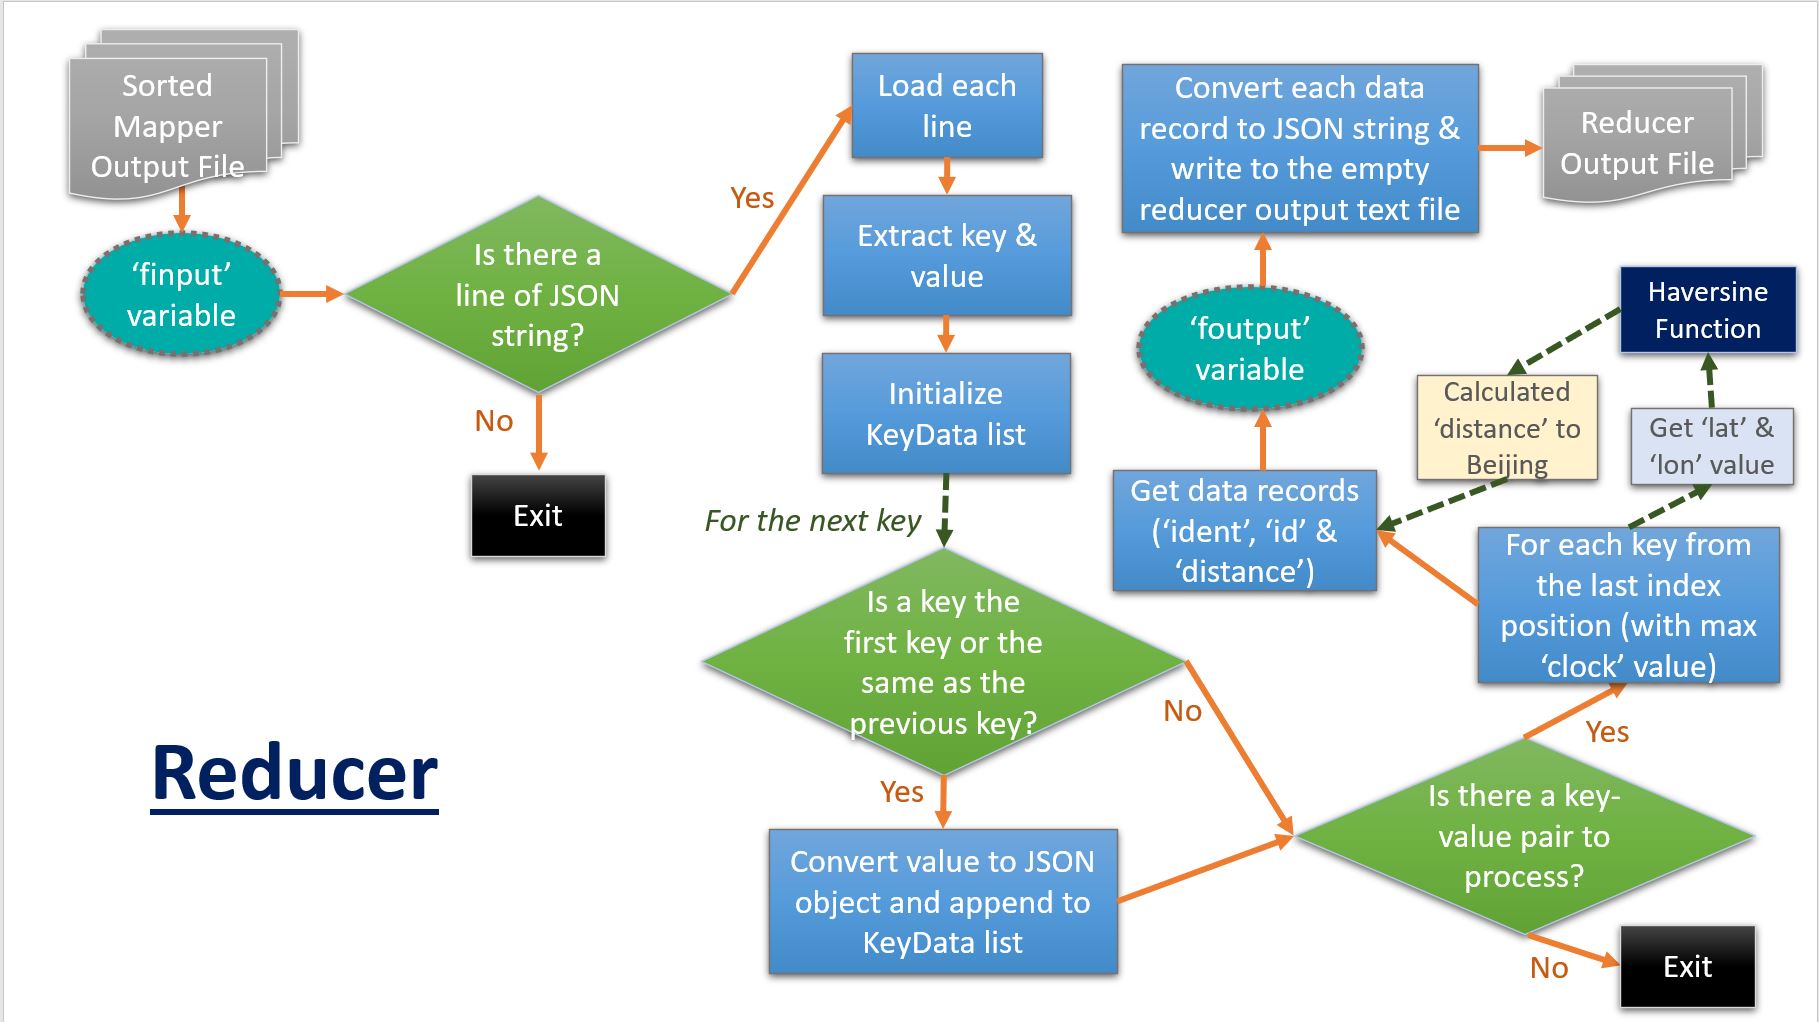 Sorted
Mapper
Output File
‘finput’
variable
Is there a
line of JSON
string?
Yes
No
Exit
Load each
line
Extract key &
value
Initialize
KeyData list
For the next key
Is a key the
first key or the
same as the
previous key?
Yes
No
Convert value to JSON
object and append to
KeyData list
Is there a key-
value pair to
process?
No
Exit
Yes
For each key from
the last index
position (with max
‘clock’ value)
Get ‘lat’ &
‘lon’ value
Haversine
Function
Calculated
‘distance’ to
Beijing
Get data records
(‘ident’, ‘id’ &
‘distance’)
‘foutput’
variable
Convert each data
record to JSON string &
write to the empty
reducer output text file
Reducer
Output File
Reducer